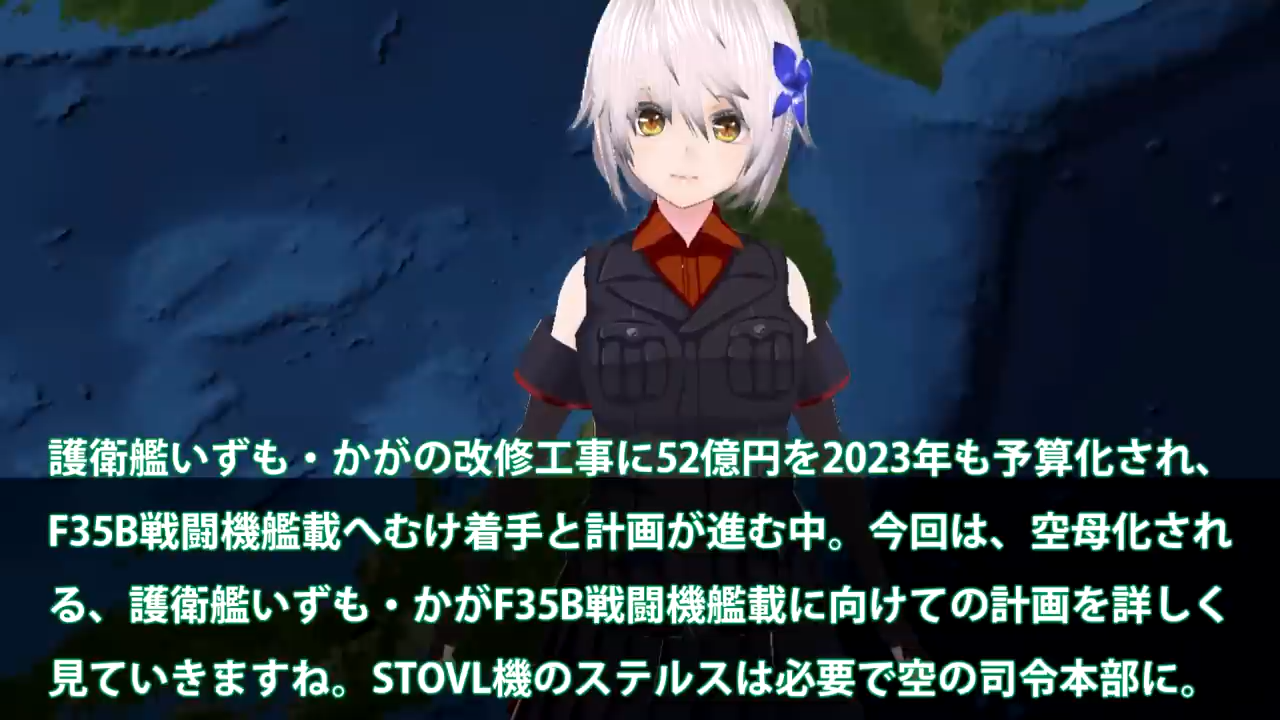 護衛艦いずも・かがの改修工事に52億円を2023年も予算化され、
F35B戦闘機艦載へむけ着手と計画が進む中。今回は、空母化され
る、護衛艦いずも・かがF35B戦闘機艦載に向けての計画を詳しく
見ていきますね。STOVL機のステルスは必要で空の司令本部に。